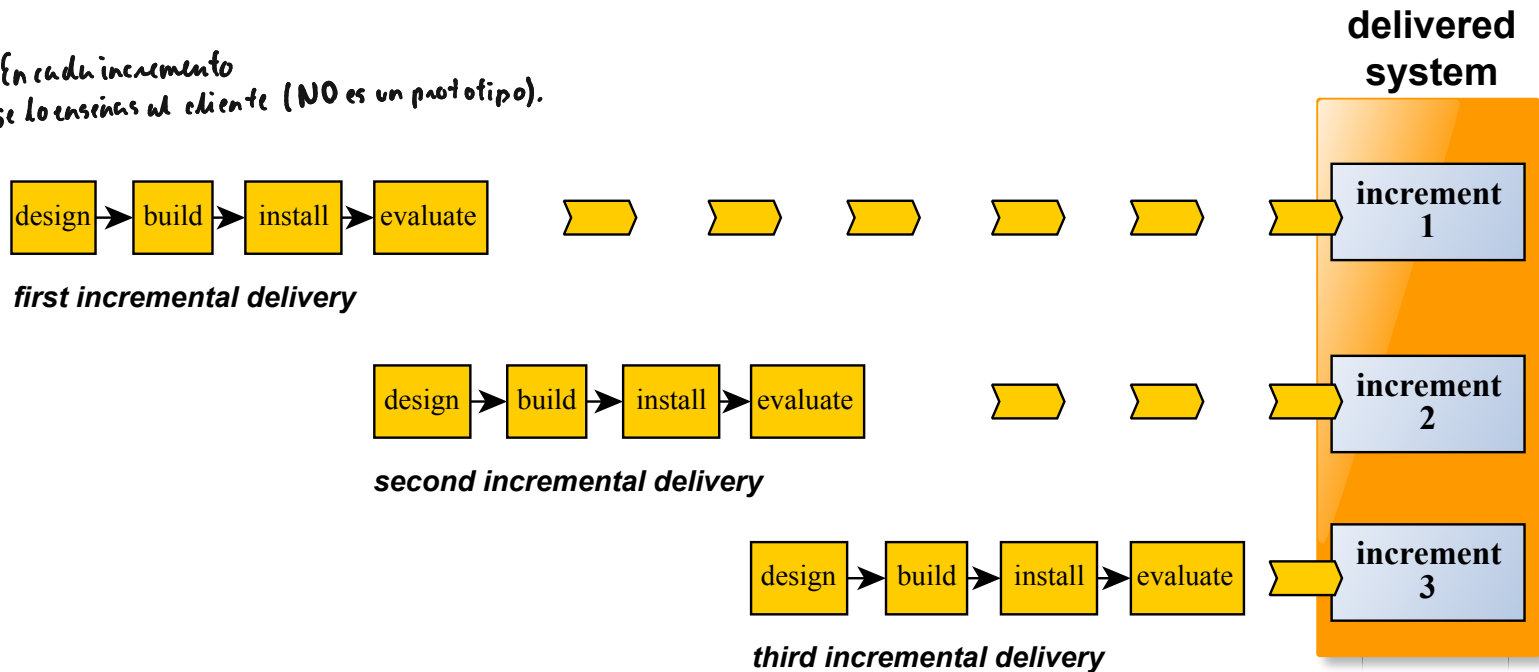 delivered
system
En cada incremento
se lo enseñas al cliente (NO es un prototipo).
design
build
install
evaluate
increment
1
first incremental delivery
design
build
install
evaluate
increment
2
second incremental delivery
design
build
install
evaluate
increment
3
third incremental delivery